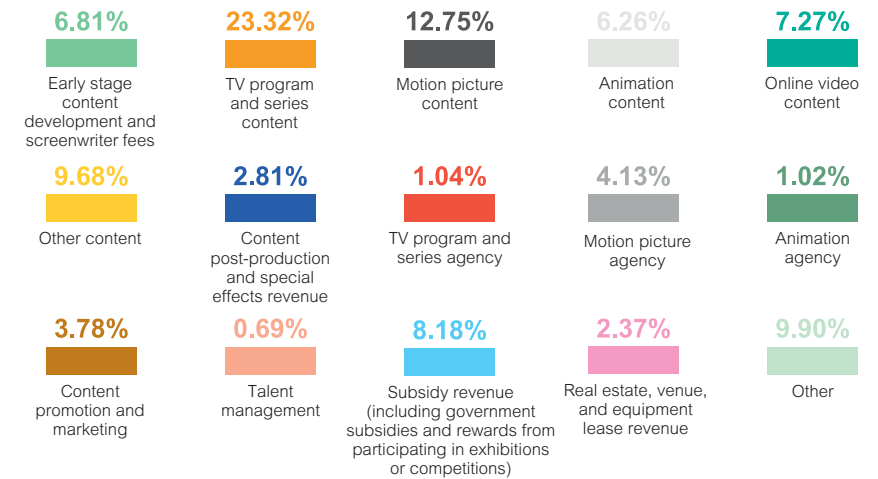 6.81%
Early stage
content
development and
screenwriter fees
23.32%
TV program
and series
content
12.75%
Motion picture
content
6.26%
Animation
content
7.27%
Online video
content
9.68%
Other content
2.81%
Content
post-production
and special
effects revenue
1.04%
TV program and
series agency
4.13%
Motion picture
agency
1.02%
Animation
agency
3.78%
Content
promotion and
marketing
0.69%
Talent
management
8.18%
Subsidy revenue
(including government
subsidies and rewards from
participating in exhibitions
or competitions)
2.37%
Real estate, venue,
and equipment
lease revenue
9.90%
Other